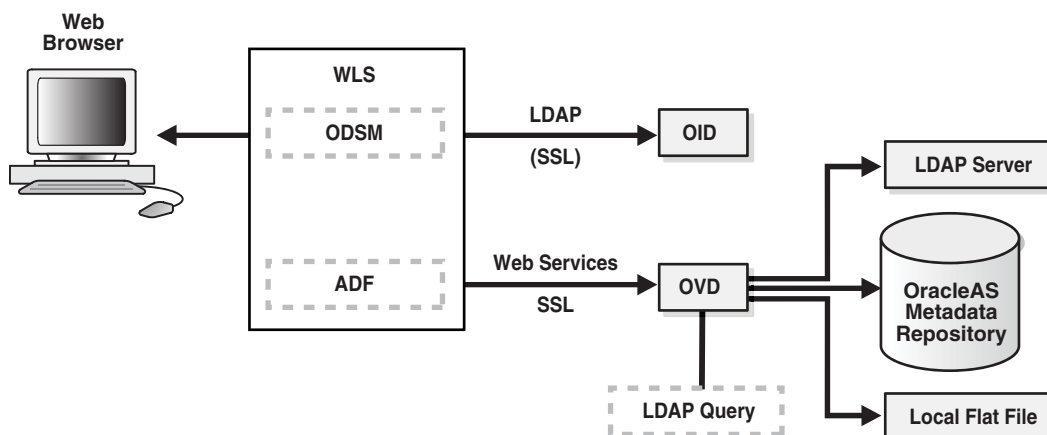 Web
Browser
WLS
ODSM
LDAP
(SSL)
OID
LDAP Server
ADF
Web Services
SSL
OVD
OracleAS
Metadata
Repository
LDAP Query
Local Flat File